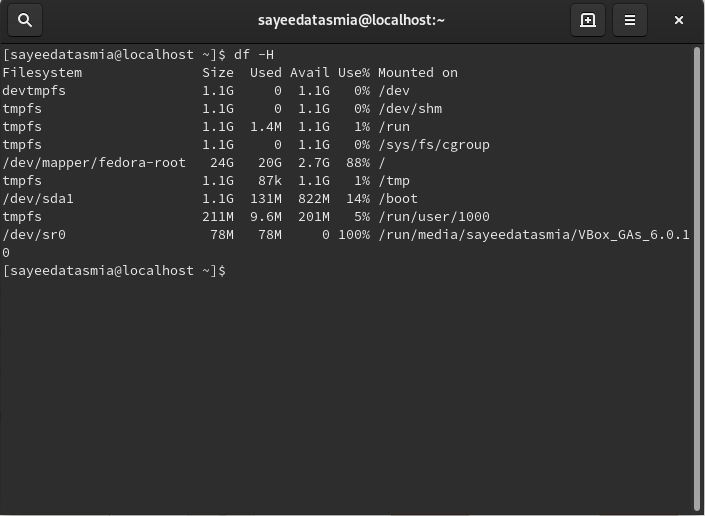 sayeedatasmia@localhost:~
[sayeedatasmia@localhost ~]$ df -H
Filesystem               Size  Used Avail Use% Mounted on
devtmpfs                 1.1G     0  1.1G   0% /dev
tmpfs                    1.1G     0  1.1G   0% /dev/shm
tmpfs                    1.1G  1.4M  1.1G   1% /run
tmpfs                    1.1G     0  1.1G   0% /sys/fs/cgroup
/dev/mapper/fedora-root   24G   20G  2.7G  88% /
tmpfs                    1.1G   87k  1.1G   1% /tmp
/dev/sda1                1.1G  131M  822M  14% /boot
tmpfs                    211M  9.6M  201M   5% /run/user/1000
/dev/sr0                  78M   78M     0 100% /run/media/sayeedatasmia/VBox_GAs_6.0.1
0
[sayeedatasmia@localhost ~]$